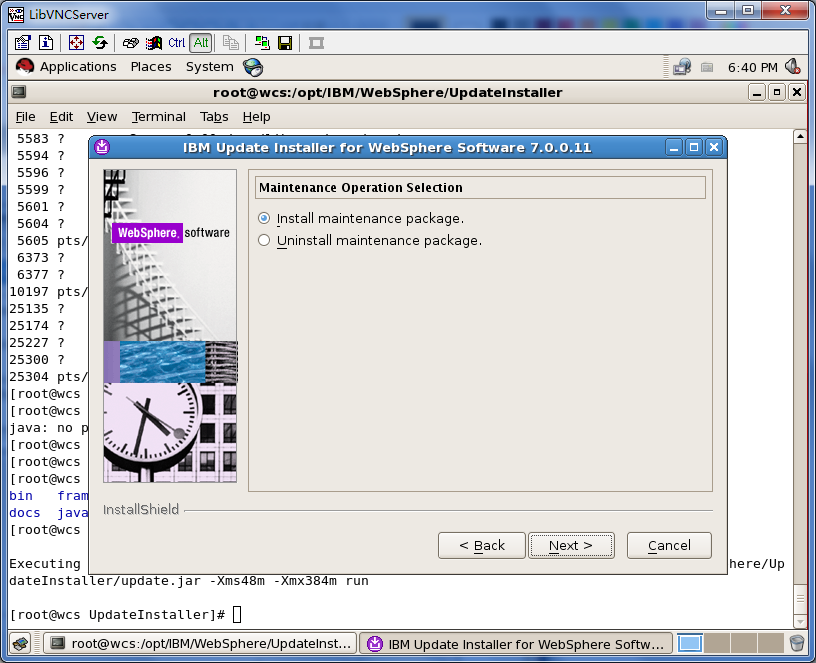 LibVNCServer
Ctrl Alt
Applications Places System 6:40 PM
root@wcs:/opt/IBM/WebSphere/UpdateInstaller
File Edit View Terminal Tabs Help
5583 ?
5594 ?
5596 ?
5599 ?
5601 ?
5604 ?
5605 pts/
6373 ?
6377 ?
10197 pts/
25135 ?
25174 ?
25227 ?
25300 ?
25304 pts/
[root@wcs
[root@wcs
java: no p
[root@wcs
[root@wcs
[root@wcs
bin fram
docs java
[root@wcs
IBM Update Installer for WebSphere Software 7.0.0.11
WebSphere. software
Maintenance Operation Selection
Install maintenance package.
Uninstall maintenance package.
InstallShield
< Back Next > Cancel
Executing here/Up
dateInstaller/update.jar -Xms48m -Xmx384m run
[root@wcs UpdateInstaller]#
root@wcs:/opt/IBM/WebSphere/UpdateInst... IBM Update Installer for WebSphere Softw...